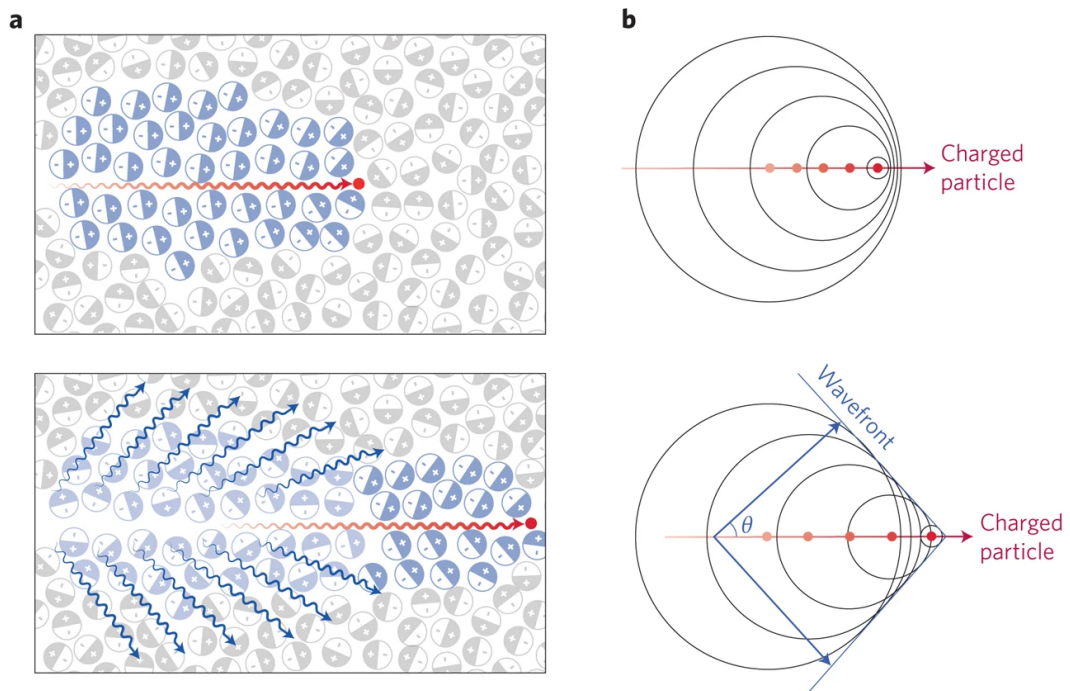 a
b
Charged
particle
Wavefront
θ
Charged
particle